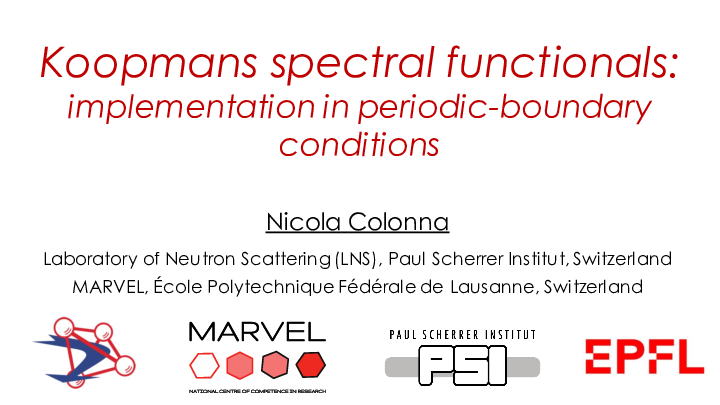 Koopmans spectral functionals:
implementation in periodic-boundary
conditions
Nicola Colonna
Laboratory of Neutron Scattering (LNS), Paul Scherrer Institut, Switzerland
MARVEL, École Polytechnique Fédérale de Lausanne, Switzerland
MARVEL
NATIONAL CENTRE OF COMPETENCE IN RESEARCH
PAUL SCHERRER INSTITUT
PSI
EPFL